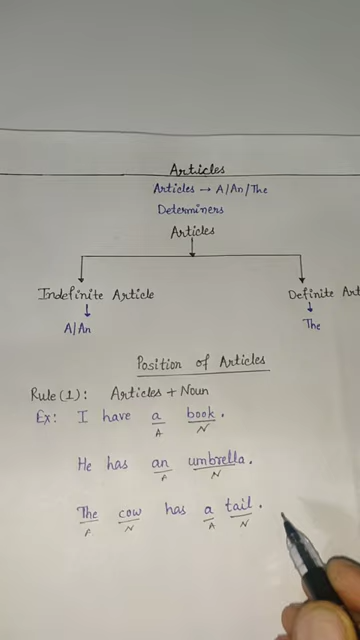 Articles
Articles → A/An/The
Determiners
Articles
Indefinite Article Definite Art
A/An The
Position of Articles
Rule (1): Articles + Noun
Ex: I have a book.
A N
He has an umbrella.
A N
The cow has a tail.
A N A N